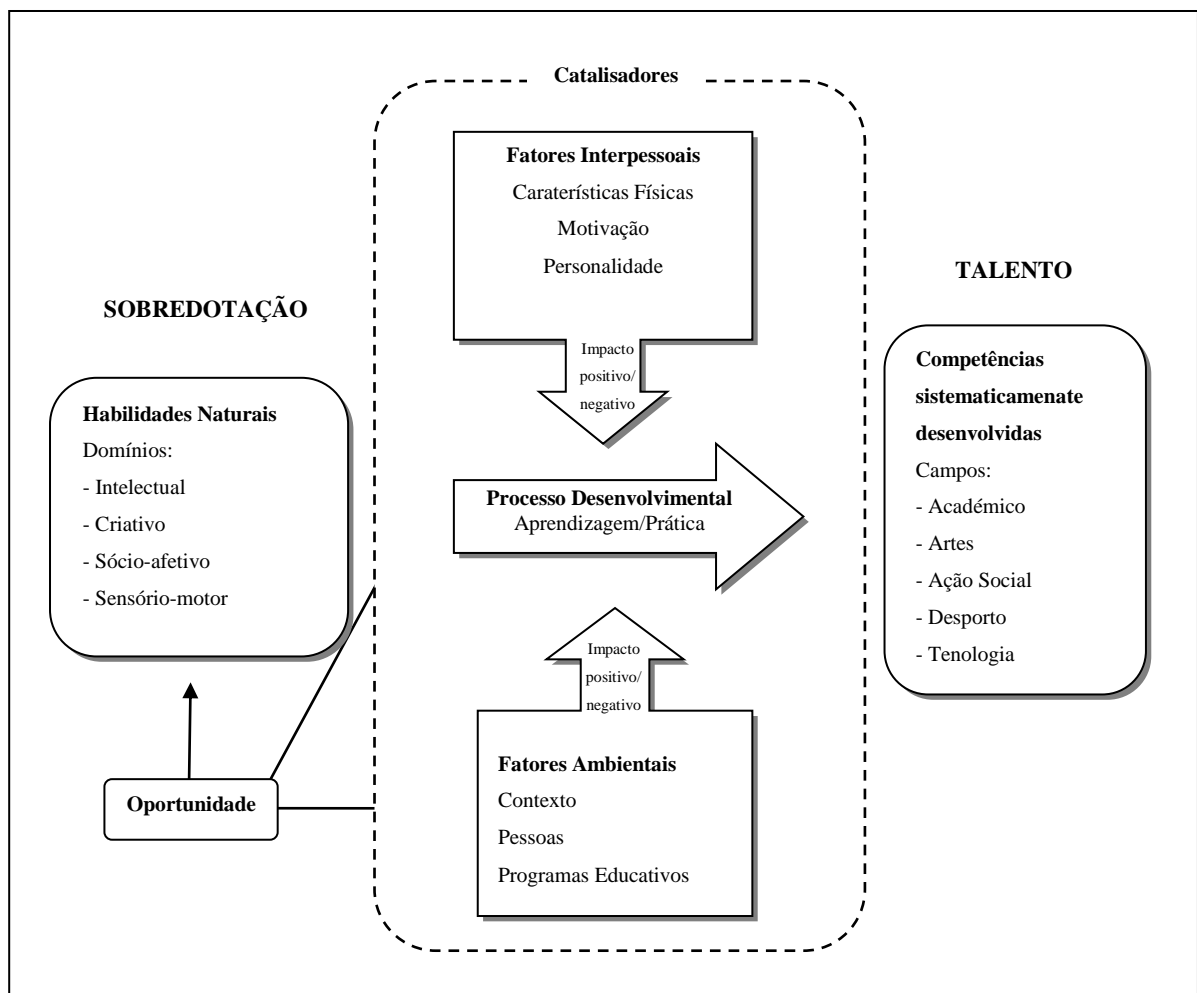 Catalisadores
Fatores Interpessoais
Caraterísticas Físicas
Motivação
Personalidade
Impacto
positivo/
negativo
SOBREDOTAÇÃO
Habilidades Naturais
Domínios:
- Intelectual
- Criativo
- Sócio-afetivo
- Sensório-motor
Processo Desenvolvimental
Aprendizagem/Prática
TALENTO
Competências
sistematicamenate
desenvolvidas
Campos:
- Académico
- Artes
- Ação Social
- Desporto
- Tenologia
Impacto
positivo/
negativo
Fatores Ambientais
Contexto
Pessoas
Programas Educativos
Oportunidade